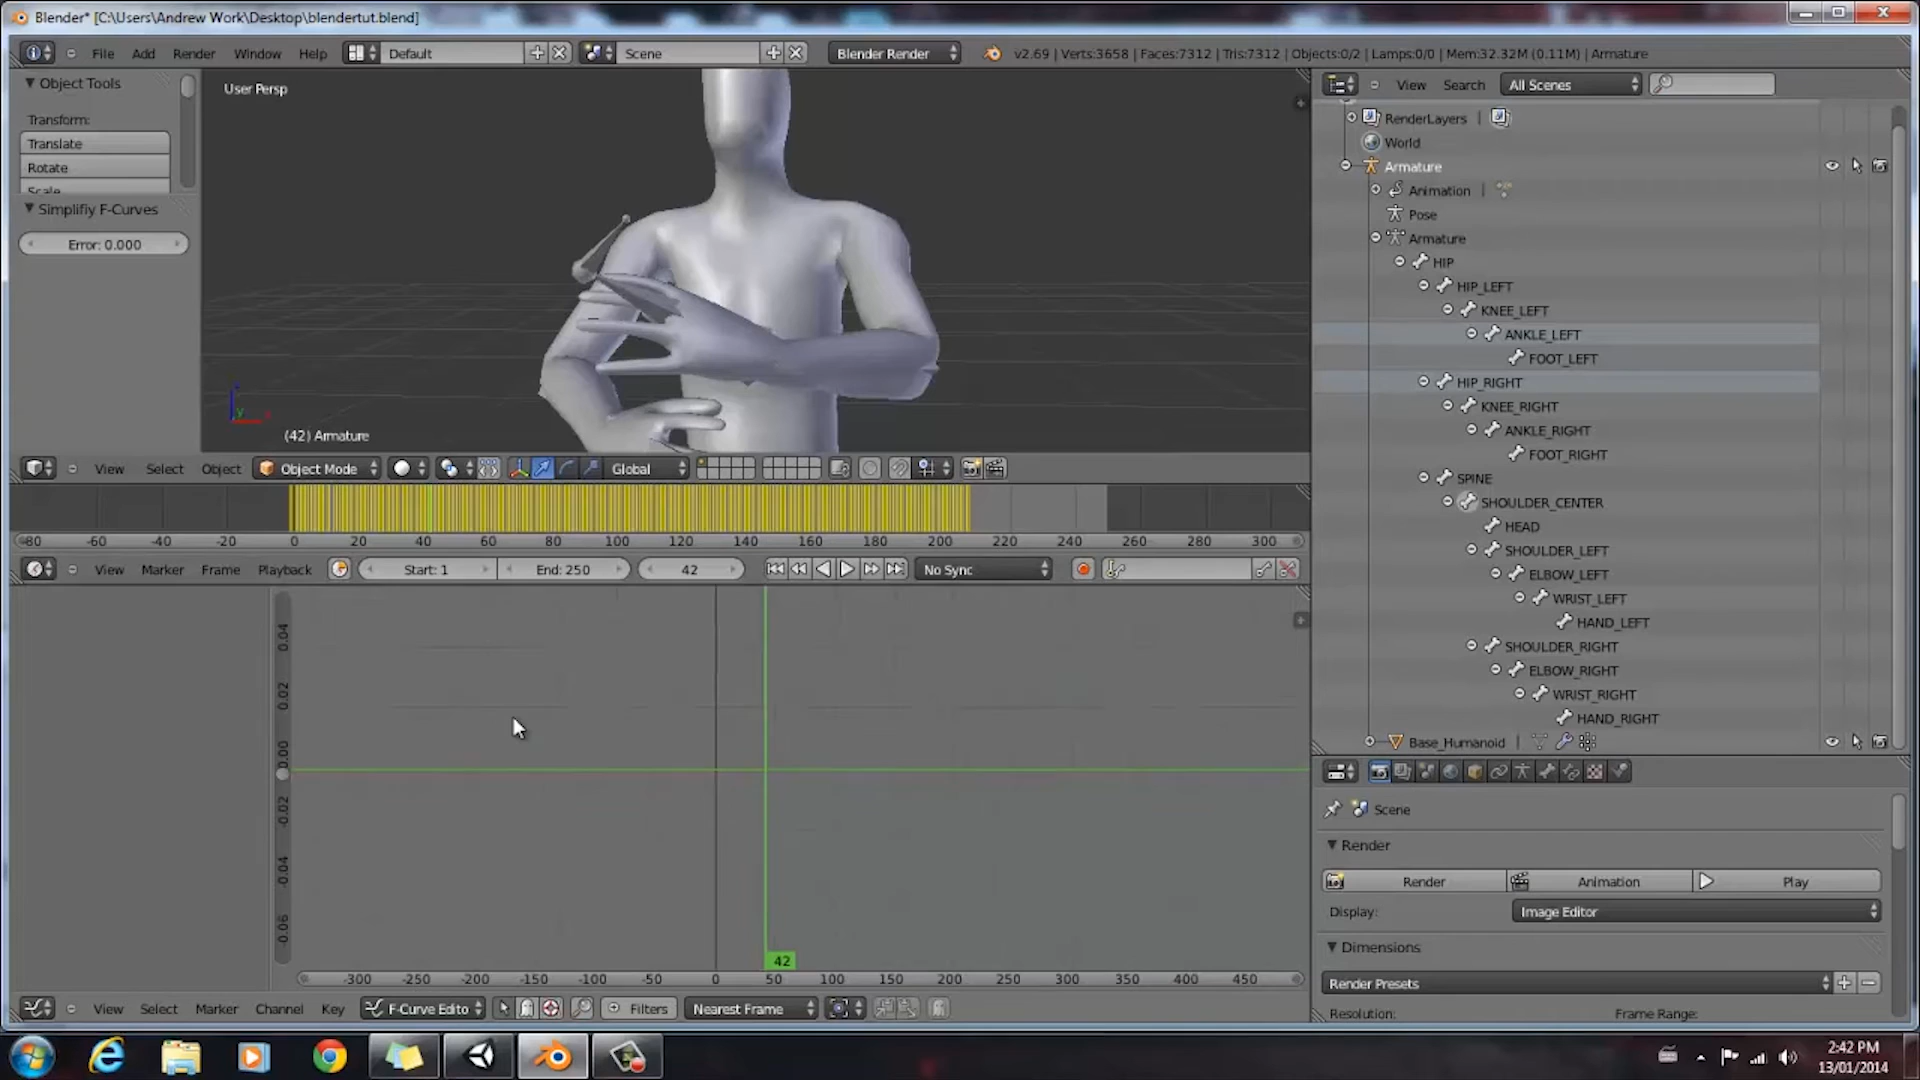 Blender* [C:\Users\Andrew Work\Desktop\blendertut.blend]
File Add Render Window Help Default Scene Blender Render v2.69 | Verts:3658 | Faces:7312 | Tris:7312 | Objects:0/2 | Lamps:0/0 | Mem:32.32M (0.11M) | Armature
Object Tools
Transform:
Translate
Rotate
Scale
Simplifiy F-Curves
Error: 0.000
User Persp
(42) Armature
View Select Object Object Mode Global
-80 -60 -40 -20 0 20 40 60 80 100 120 140 160 180 200 220 240 260 280 300
View Marker Frame Playback Start: 1 End: 250 42 No Sync
0.04
0.02
0.00
-0.02
-0.04
-0.06
42
-300 -250 -200 -150 -100 -50 0 50 100 150 200 250 300 350 400 450
View Select Marker Channel Key F-Curve Edito Filters Nearest Frame
View Search All Scenes
RenderLayers |
World
Armature
Animation |
Pose
Armature
HIP
HIP_LEFT
KNEE_LEFT
ANKLE_LEFT
FOOT_LEFT
HIP_RIGHT
KNEE_RIGHT
ANKLE_RIGHT
FOOT_RIGHT
SPINE
SHOULDER_CENTER
HEAD
SHOULDER_LEFT
ELBOW_LEFT
WRIST_LEFT
HAND_LEFT
SHOULDER_RIGHT
ELBOW_RIGHT
WRIST_RIGHT
HAND_RIGHT
Base_Humanoid |
Scene
Render
Render Animation Play
Display: Image Editor
Dimensions
Render Presets
Resolution: Frame Range:
2:42 PM
13/01/2014